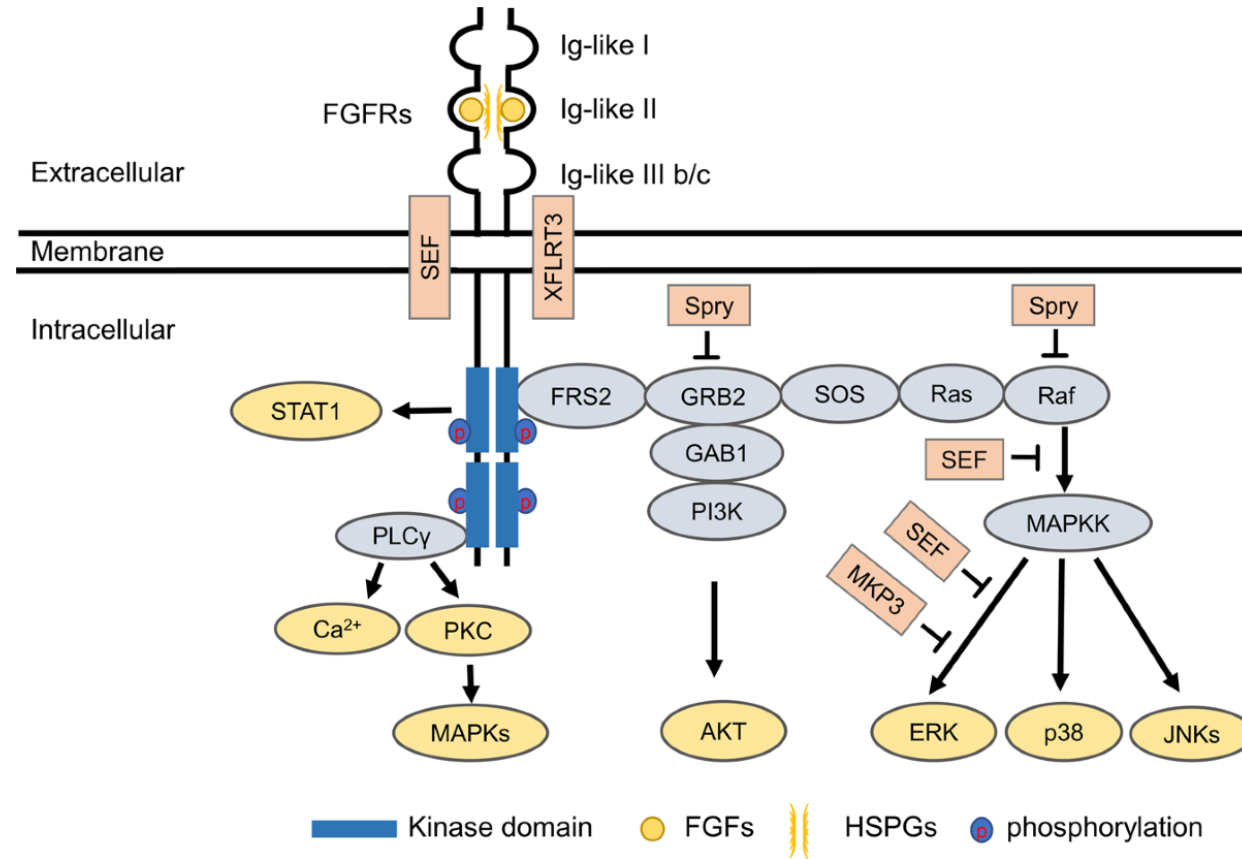 Ig-like I
FGFRs
Ig-like II
Extracellular
Ig-like III b/c
SEF
XFLRT3
Membrane
Intracellular
Spry
Spry
STAT1
FRS2
GRB2
SOS
Ras
Raf
p
p
GAB1
SEF
p
p
PI3K
MAPKK
PLCγ
SEF
MKP3
Ca²⁺
PKC
MAPKs
AKT
ERK
p38
JNKs
Kinase domain
FGFs
HSPGs
p
phosphorylation